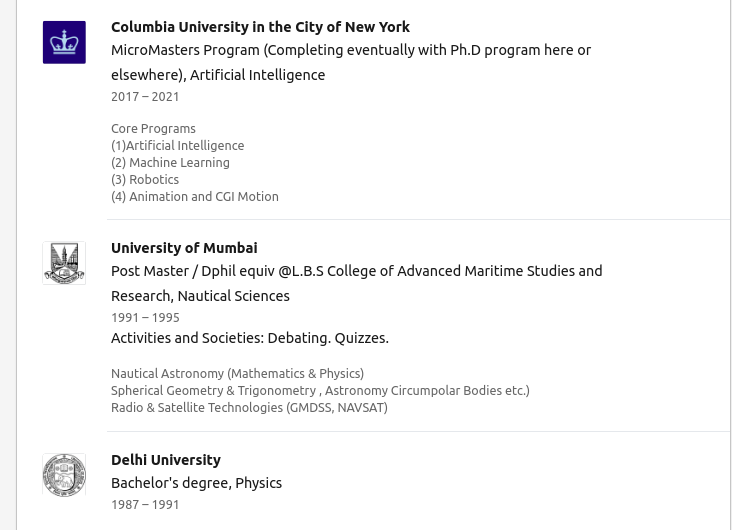 Columbia University in the City of New York
MicroMasters Program (Completing eventually with Ph.D program here or
elsewhere), Artificial Intelligence
2017 – 2021
Core Programs
(1)Artificial Intelligence
(2) Machine Learning
(3) Robotics
(4) Animation and CGI Motion
University of Mumbai
Post Master / Dphil equiv @L.B.S College of Advanced Maritime Studies and
Research, Nautical Sciences
1991 – 1995
Activities and Societies: Debating. Quizzes.
Nautical Astronomy (Mathematics & Physics)
Spherical Geometry & Trigonometry , Astronomy Circumpolar Bodies etc.)
Radio & Satellite Technologies (GMDSS, NAVSAT)
Delhi University
Bachelor's degree, Physics
1987 – 1991